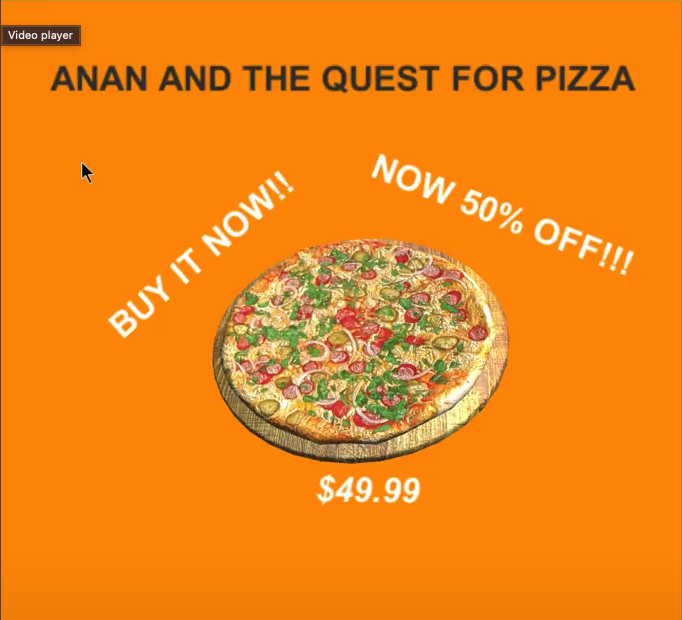 Video player
ANAN AND THE QUEST FOR PIZZA
BUY IT NOW!!
NOW 50% OFF!!!
$49.99